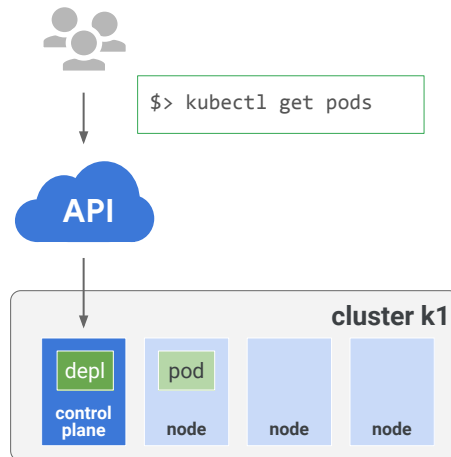 $> kubectl get pods
API
cluster k1
depl
pod
control
plane
node
node
node